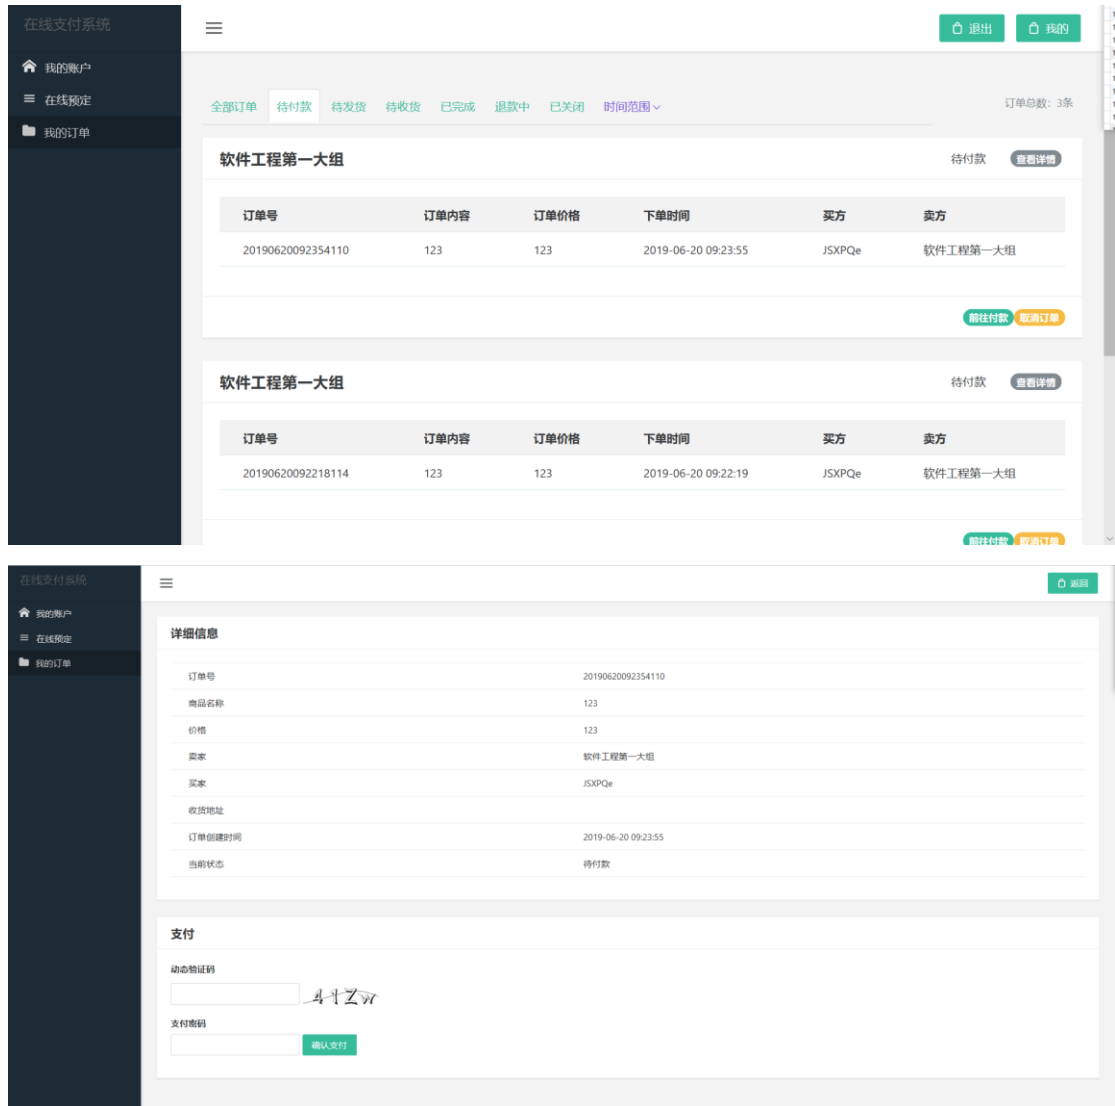 在线支付系统
退出
我的
我的账户
在线预定
我的订单
全部订单 待付款 待发货 待收货 已完成 退款中 已关闭 时间范围
订单总数：3条
软件工程第一大组 待付款 查看详情
订单号 订单内容 订单价格 下单时间 买方 卖方
20190620092354110 123 123 2019-06-20 09:23:55 JSXPQe 软件工程第一大组
前往付款 取消订单
软件工程第一大组 待付款 查看详情
订单号 订单内容 订单价格 下单时间 买方 卖方
20190620092218114 123 123 2019-06-20 09:22:19 JSXPQe 软件工程第一大组
前往付款 取消订单
在线支付系统
返回
我的账户
在线预定
我的订单
详细信息
订单号 20190620092354110
商品名称 123
价格 123
卖家 软件工程第一大组
买家 JSXPQe
收货地址
订单创建时间 2019-06-20 09:23:55
当前状态 待付款
支付
动态验证码
支付密码
确认支付